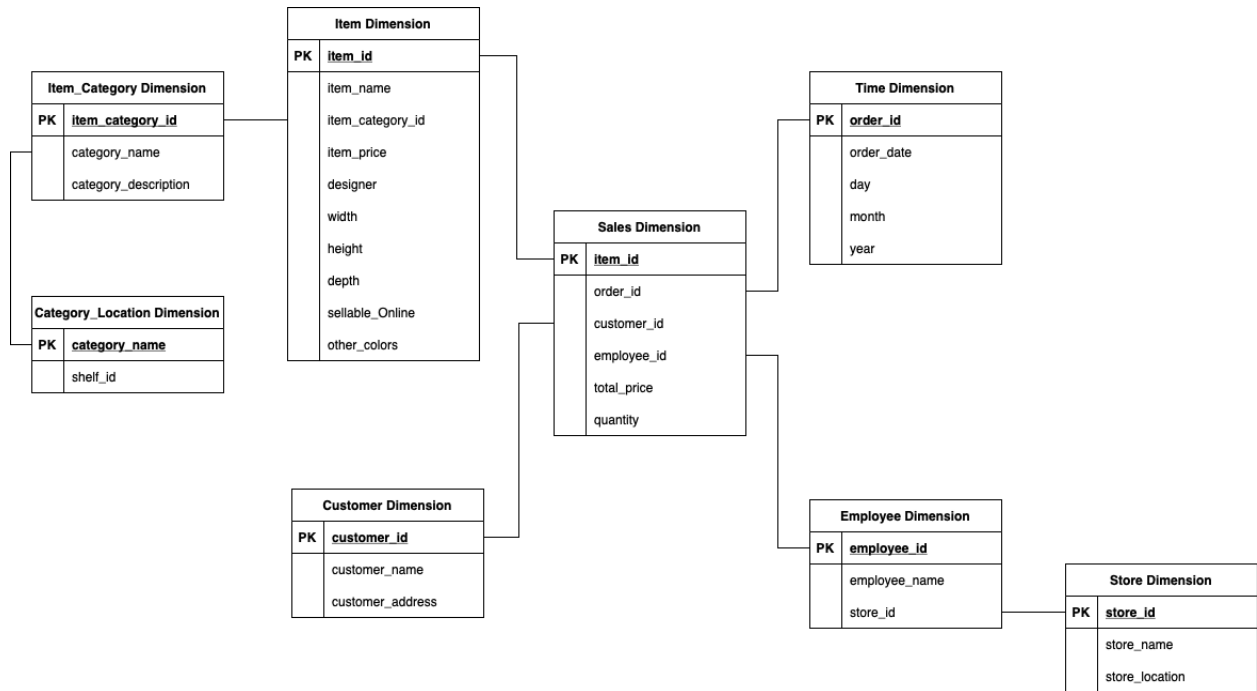 Item Dimension
PK item_id
item_name
item_category_id
item_price
designer
width
height
depth
sellable_Online
other_colors
Item_Category Dimension
PK item_category_id
category_name
category_description
Category_Location Dimension
PK category_name
shelf_id
Sales Dimension
PK item_id
order_id
customer_id
employee_id
total_price
quantity
Time Dimension
PK order_id
order_date
day
month
year
Customer Dimension
PK customer_id
customer_name
customer_address
Employee Dimension
PK employee_id
employee_name
store_id
Store Dimension
PK store_id
store_name
store_location